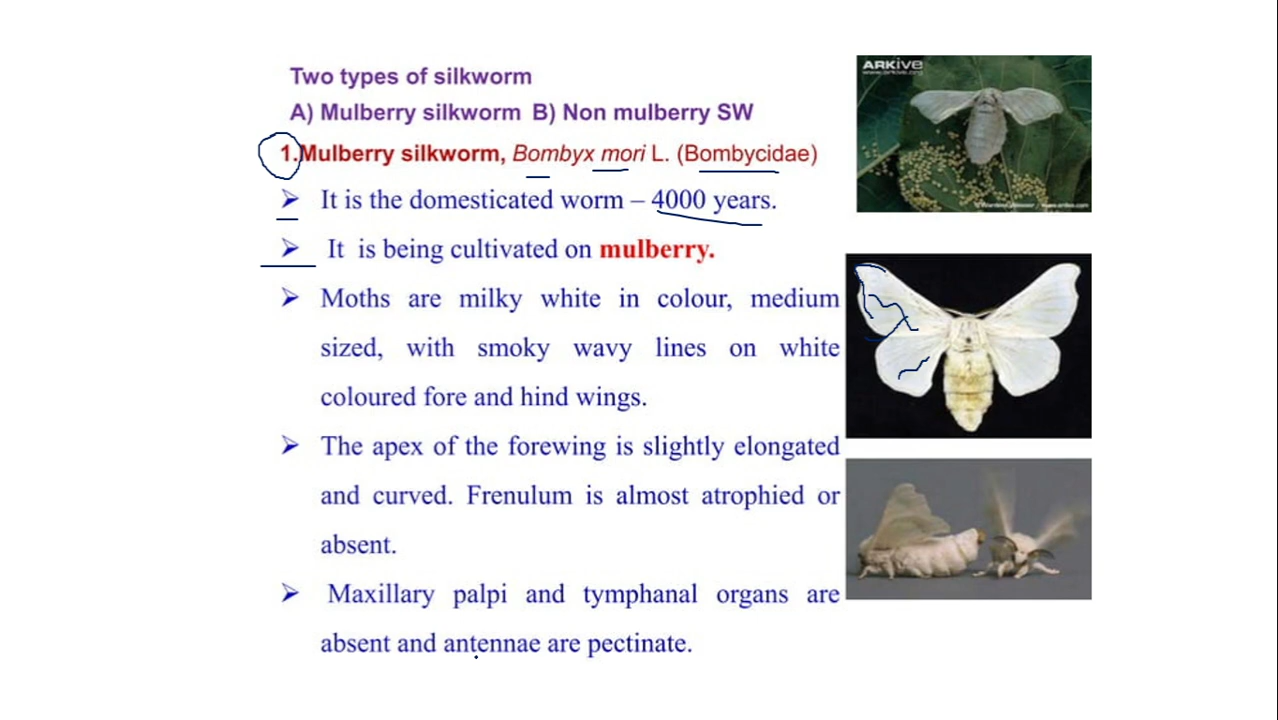 Two types of silkworm
A) Mulberry silkworm B) Non mulberry SW
1.Mulberry silkworm, Bombyx mori L. (Bombycidae)
➢ It is the domesticated worm – 4000 years.
➢ It is being cultivated on mulberry.
➢ Moths are milky white in colour, medium
sized, with smoky wavy lines on white
coloured fore and hind wings.
➢ The apex of the forewing is slightly elongated
and curved. Frenulum is almost atrophied or
absent.
➢ Maxillary palpi and tymphanal organs are
absent and antennae are pectinate.
ARKive
www.arkive.org